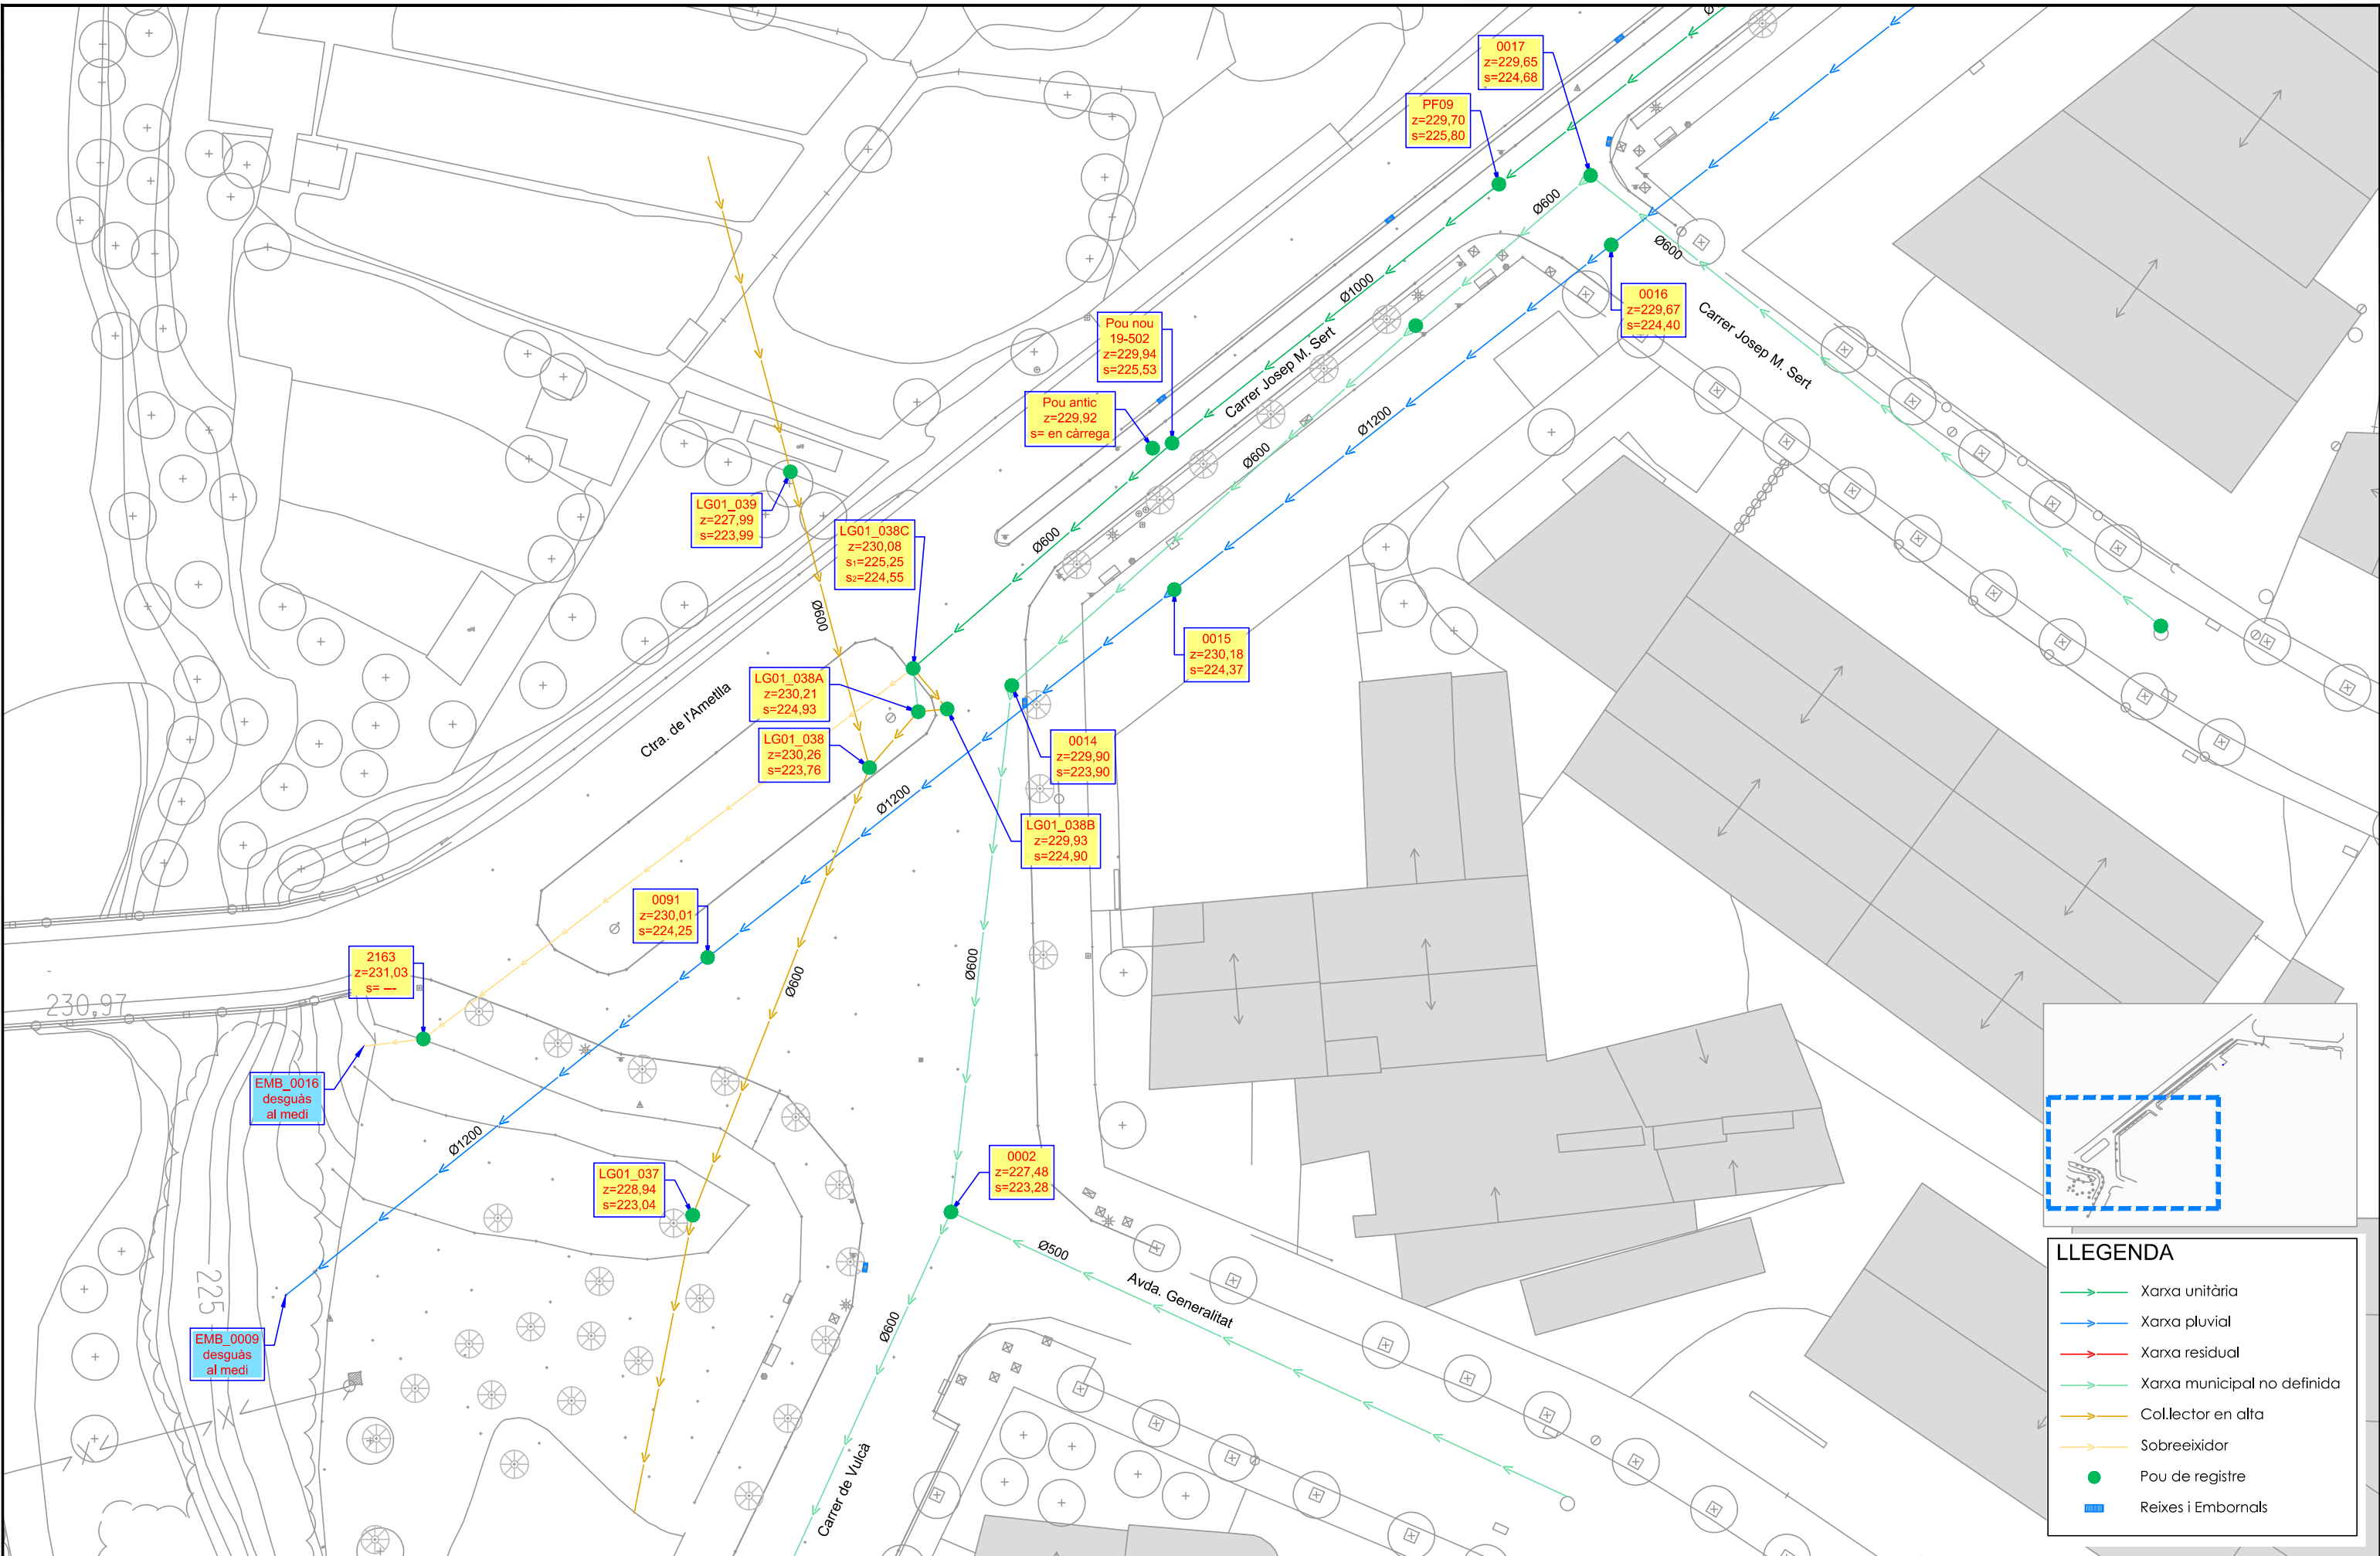 0017
z=229,65
s=224,68
PF09
z=229,70
s=225,80
Ø600
Ø600
0016
z=229,67
s=224,40
Carrer Josep M. Sert
Ø1000
Pou nou
19-502
z=229,94
s=225,53
Carrer Josep M. Sert
Pou antic
z=229,92
s= en càrrega
Ø1200
Ø600
LG01_039
z=227,99
s=223,99
LG01_038C
z=230,08
s1=225,25
s2=224,55
Ø600
Ø600
0015
z=230,18
s=224,37
LG01_038A
z=230,21
s=224,93
Ctra. de l'Ametlla
LG01_038
z=230,26
s=223,76
0014
z=229,90
s=223,90
Ø1200
LG01_038B
z=229,93
s=224,90
0091
z=230,01
s=224,25
2163
z=231,03
s= ---
Ø600
Ø600
230,97
EMB_0016
desguàs
al medi
Ø1200
LG01_037
z=228,94
s=223,04
0002
z=227,48
s=223,28
Ø500
Avda. Generalitat
225
EMB_0009
desguàs
al medi
Ø600
Carrer de Vulcà
LLEGENDA
Xarxa unitària
Xarxa pluvial
Xarxa residual
Xarxa municipal no definida
Col.lector en alta
Sobreeixidor
Pou de registre
Reixes i Embornals